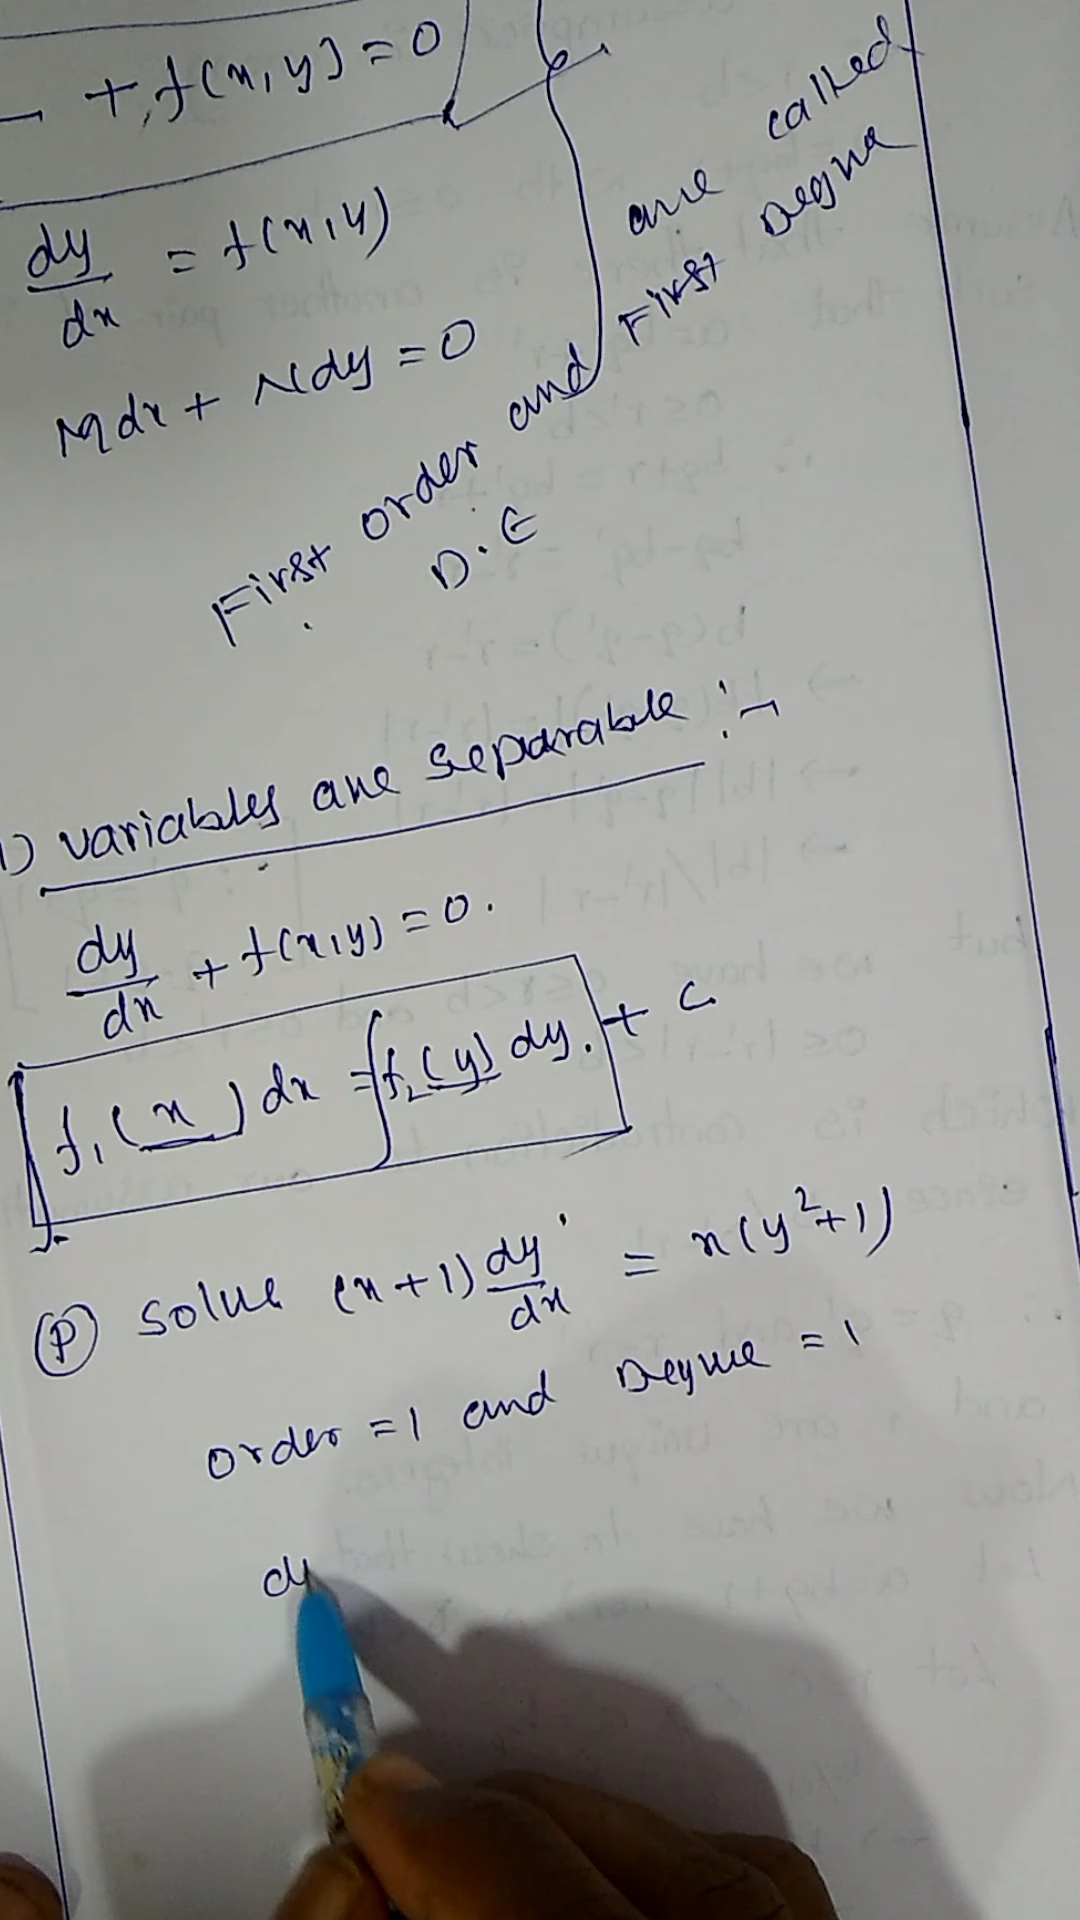 + f(x, y) = 0
dy/dx = f(x, y)
Mdx + Ndy = 0
are called
First order and First Degree
D.E
1) variables are separable :-
dy/dx + f(x, y) = 0.
∫ f₁(x) dx = ∫ f₂(y) dy. + c
(P) solve (x+1) dy/dx = x(y²+1)
order = 1 and Degree = 1
dy